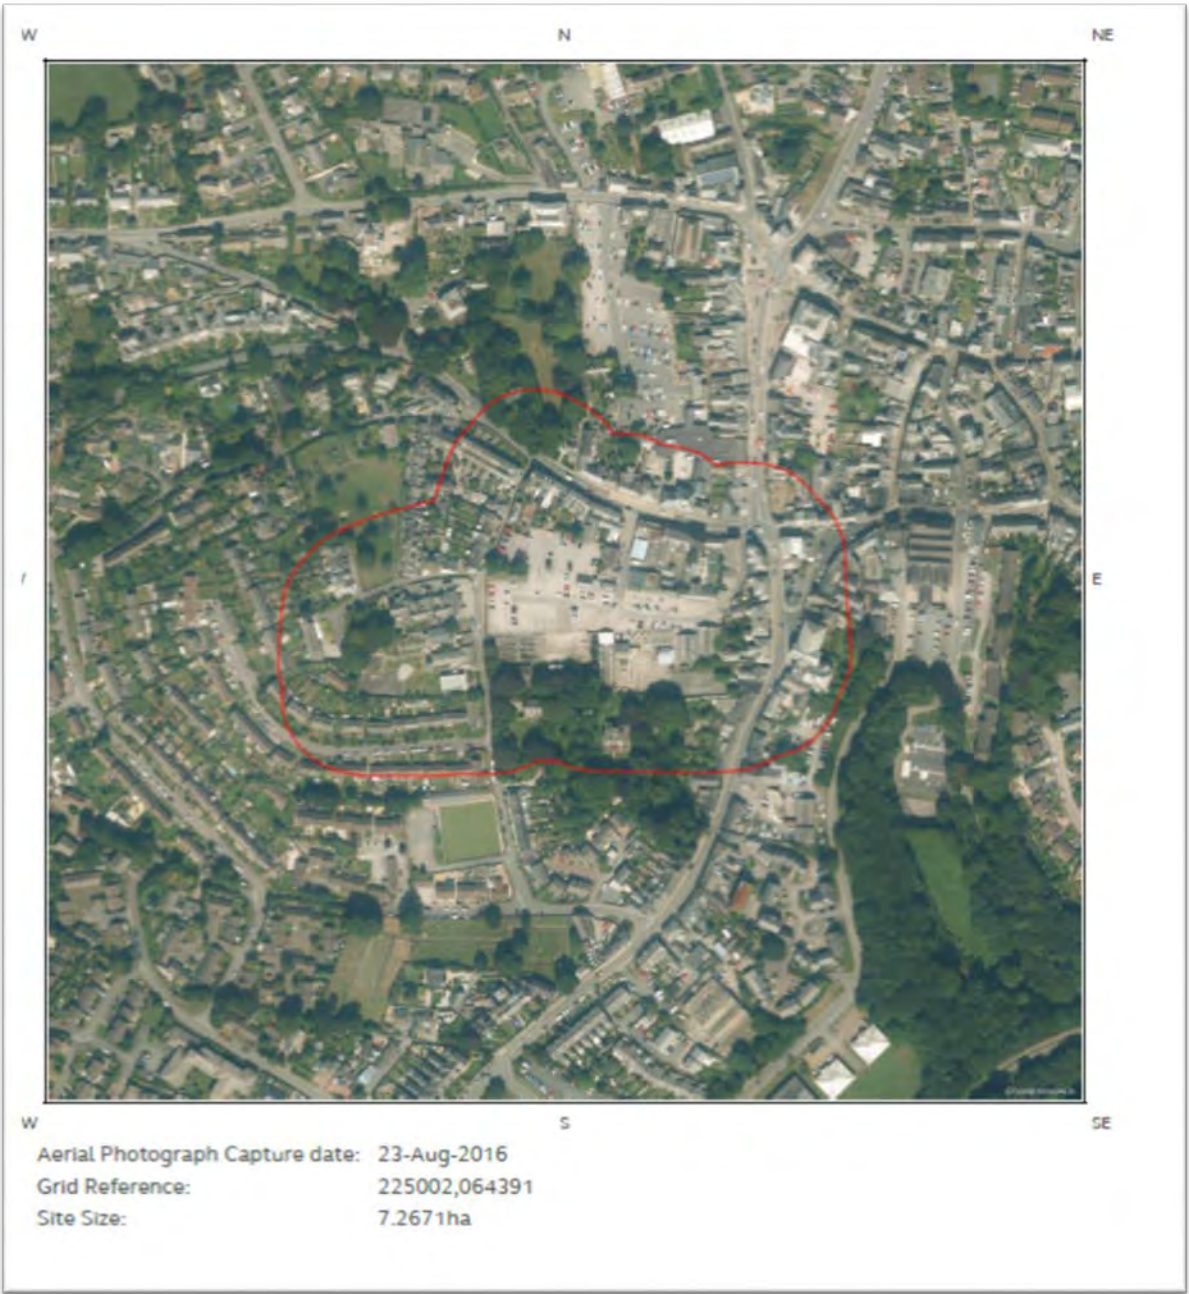 W N NE
/ E
W S SE
Aerial Photograph Capture date: 23-Aug-2016
Grid Reference: 225002,064391
Site Size: 7.2671ha